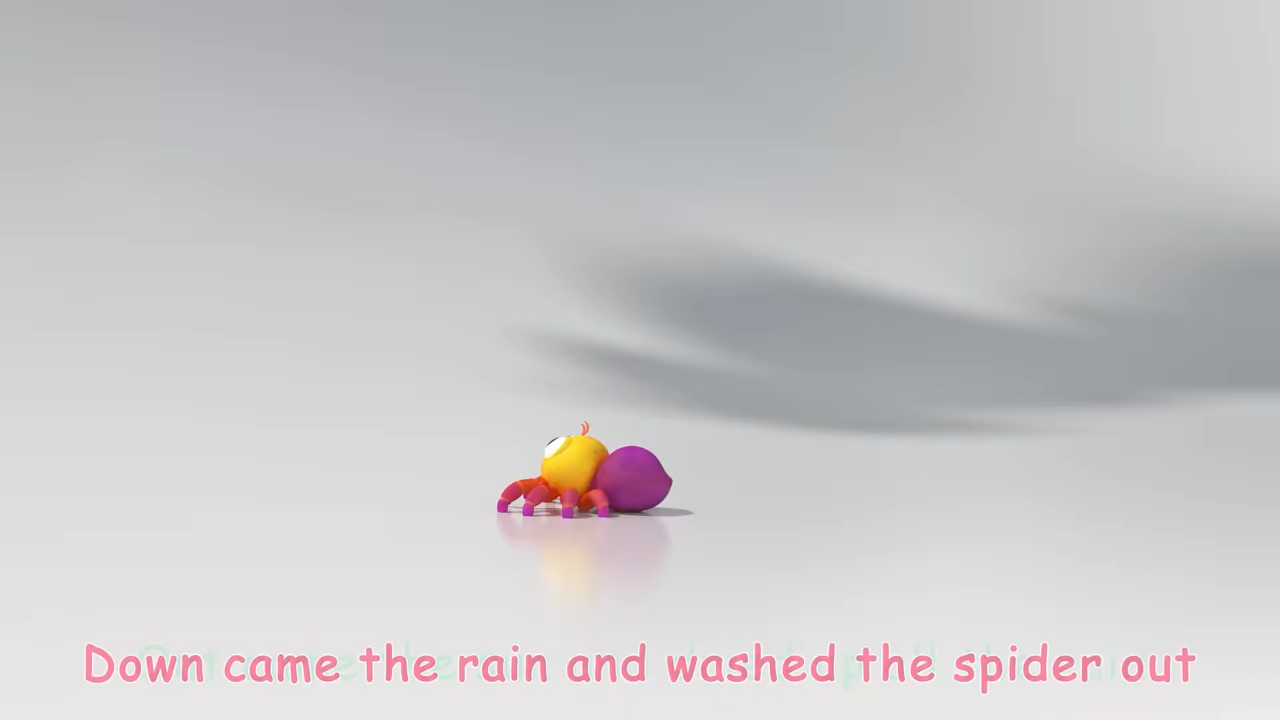 Down came the rain and washed the spider out